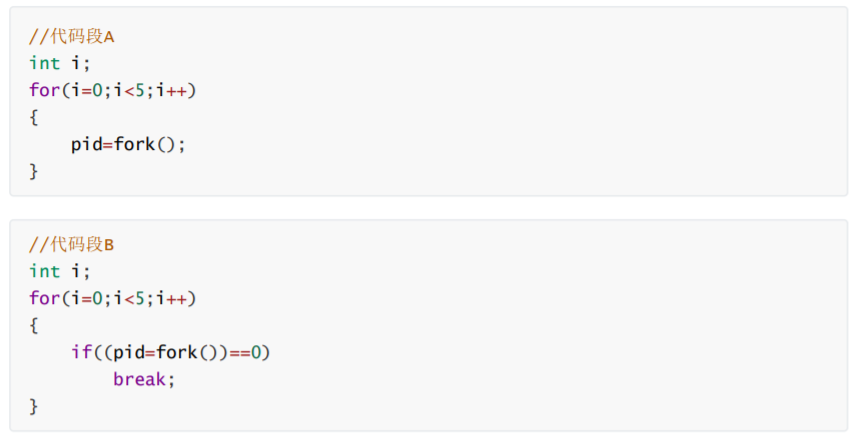 //代码段A
int i;
for(i=0;i<5;i++)
{
    pid=fork();
}
//代码段B
int i;
for(i=0;i<5;i++)
{
    if((pid=fork())==0)
        break;
}